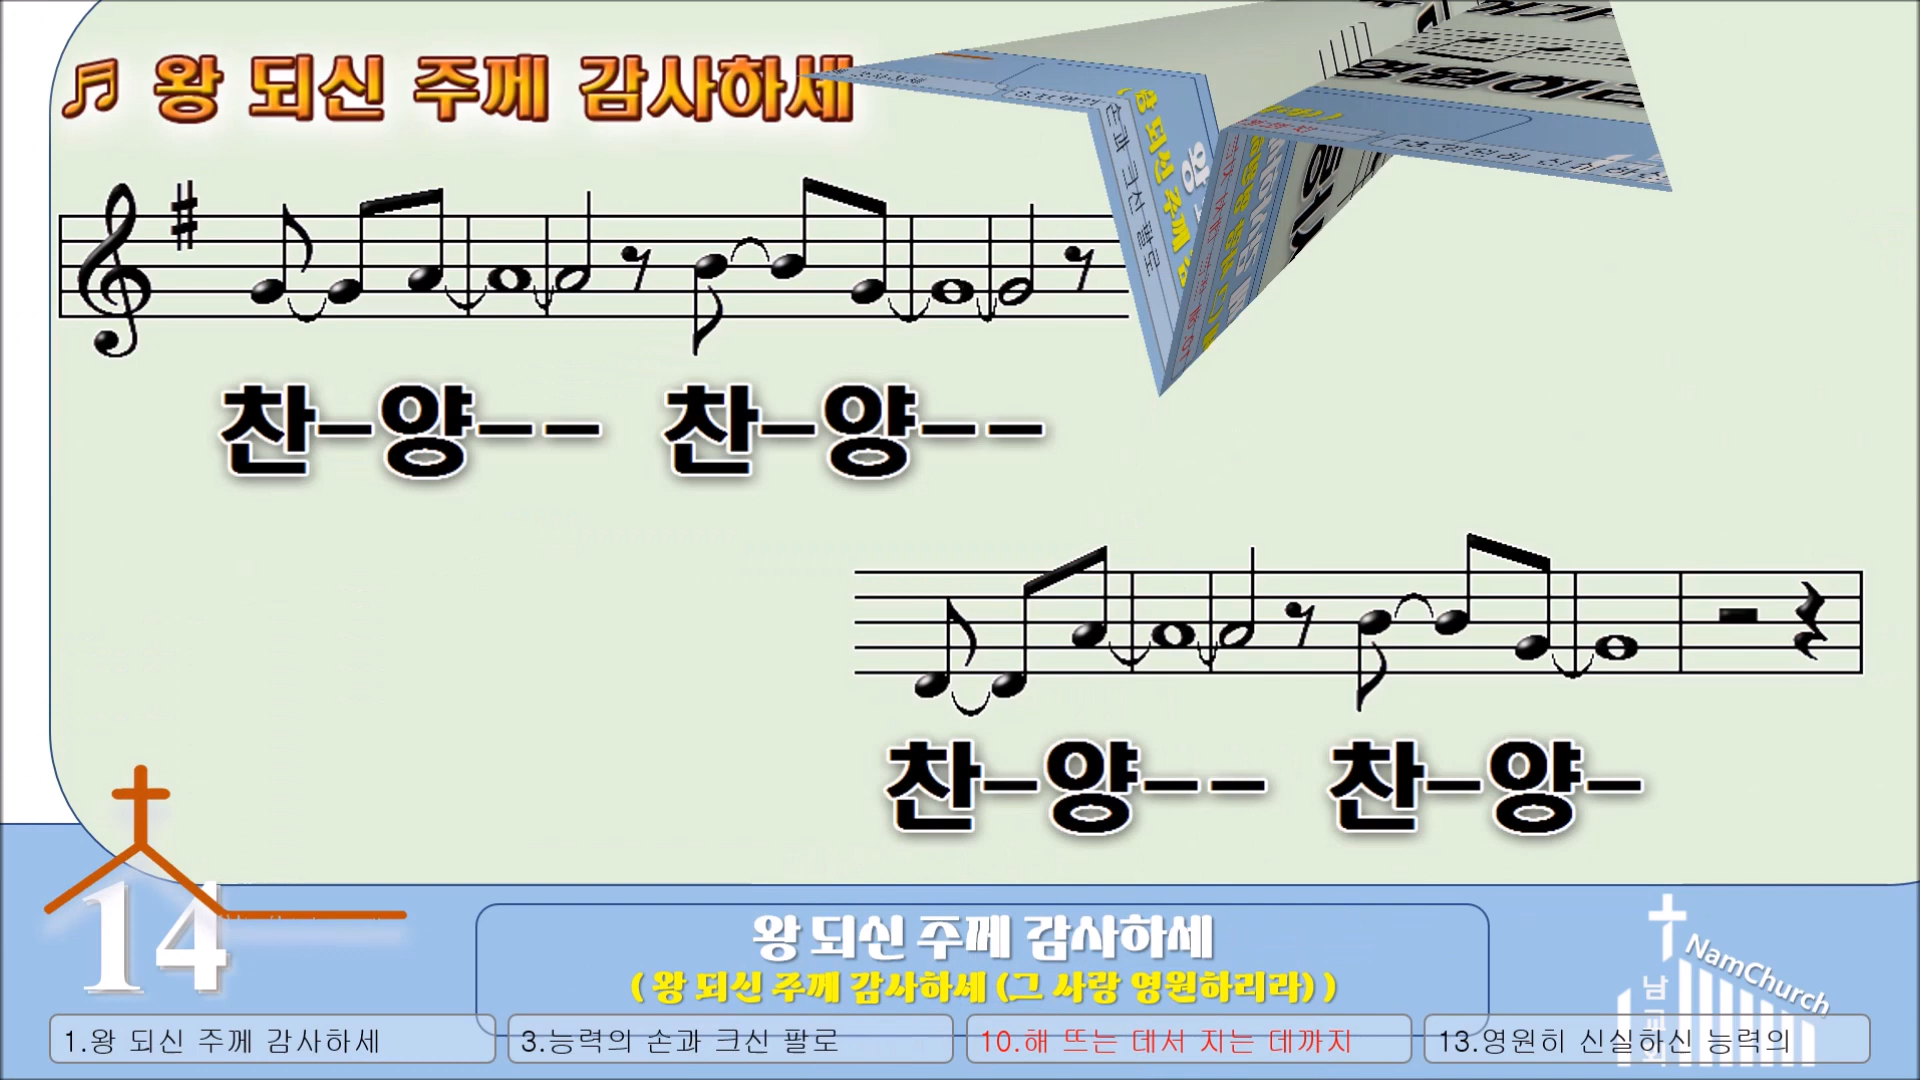 ♬ 왕 되신 주께 감사하세
찬-양-- 찬-양--
찬-양-- 찬-양-
14
왕 되신 주께 감사하세
( 왕 되신 주께 감사하세 (그 사랑 영원하리라) )
1.왕 되신 주께 감사하세
3.능력의 손과 크신 팔로
10.해 뜨는 데서 지는 데까지
13.영원히 신실하신 능력의
NamChurch
남교회